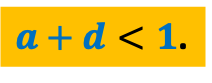 a + d < 1.